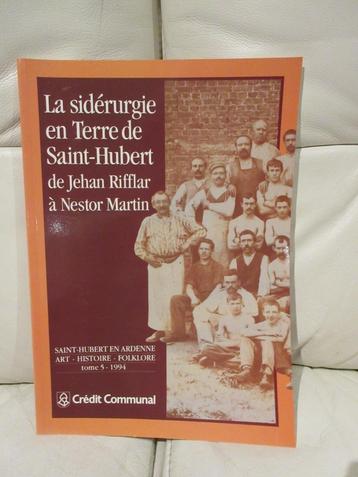 La sidérurgie
en Terre de
Saint-Hubert
de Jehan Rifflar
à Nestor Martin
SAINT-HUBERT EN ARDENNE
ART - HISTOIRE - FOLKLORE
tome 5 - 1994
Crédit Communal